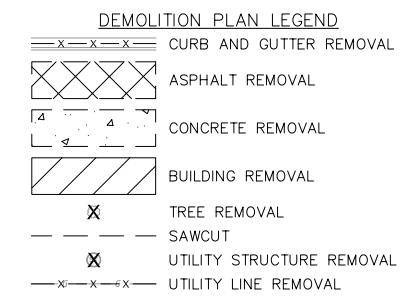 DEMOLITION PLAN LEGEND
X X X CURB AND GUTTER REMOVAL
ASPHALT REMOVAL
CONCRETE REMOVAL
BUILDING REMOVAL
X TREE REMOVAL
SAWCUT
X UTILITY STRUCTURE REMOVAL
X X X UTILITY LINE REMOVAL